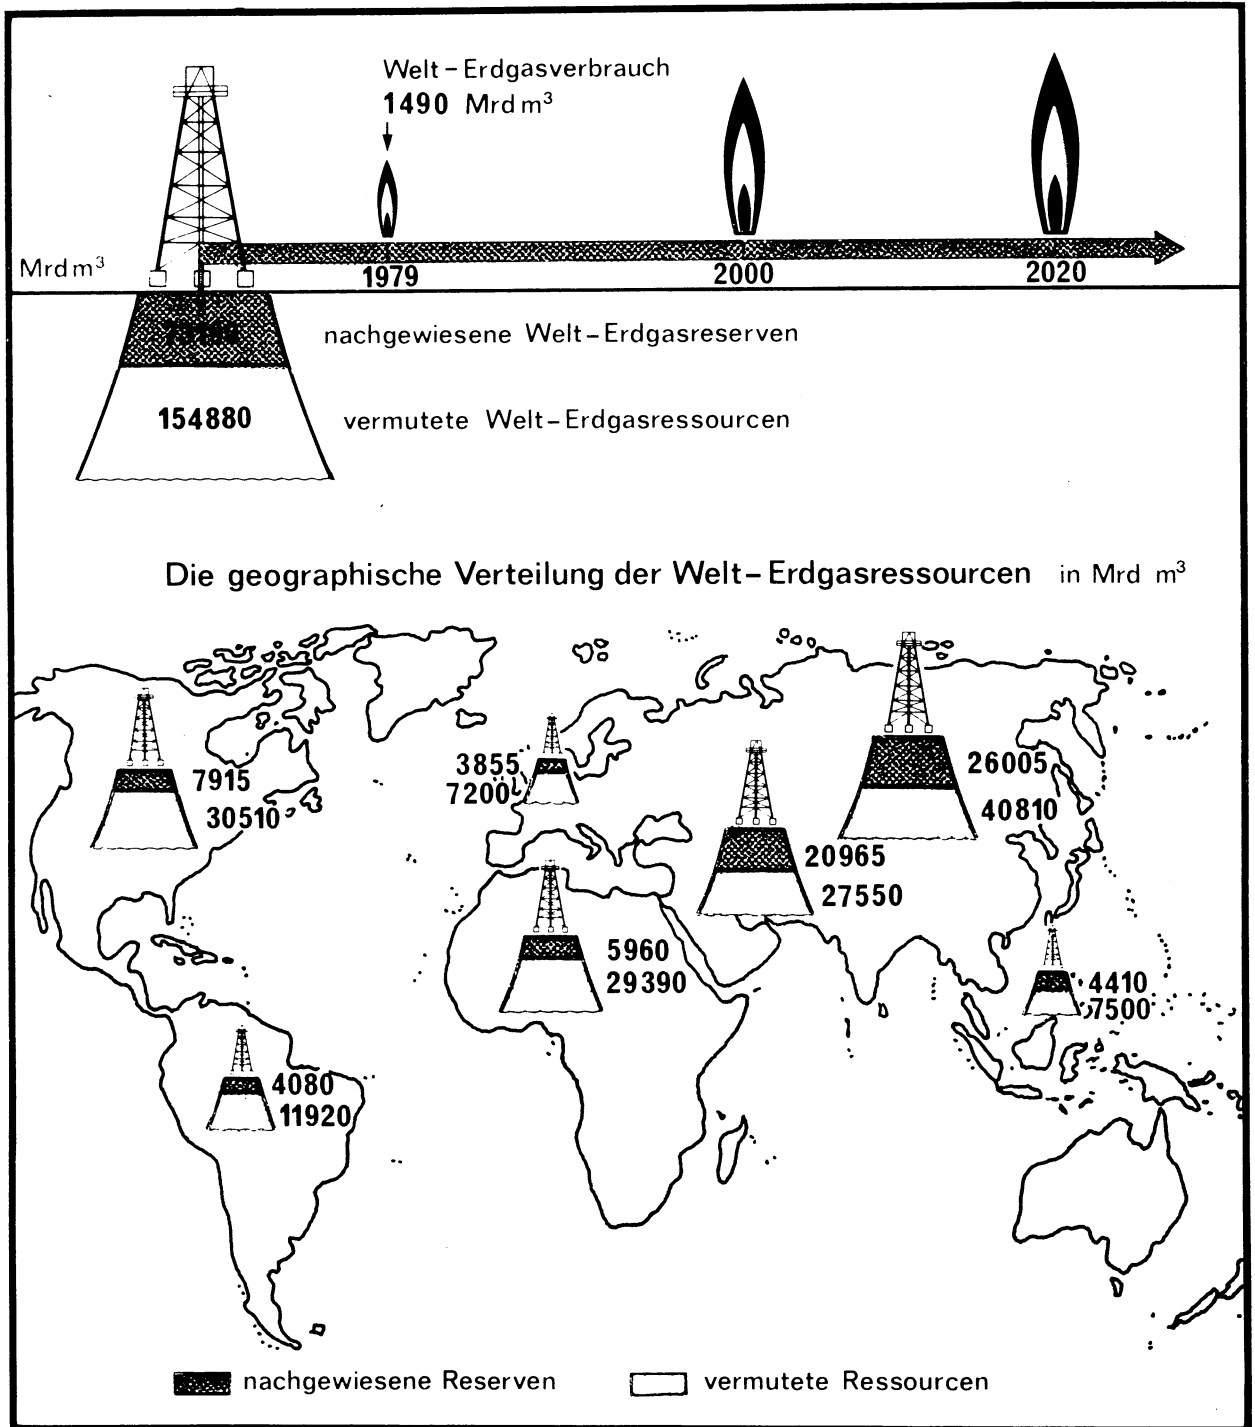 Welt-Erdgasverbrauch
1490 Mrd m³
Mrd m³
1979
2000
2020
nachgewiesene Welt-Erdgasreserven
154880
vermutete Welt-Erdgasressourcen
Die geographische Verteilung der Welt-Erdgasressourcen in Mrd m³
7915
30510
3855
7200
26005
40810
20965
27550
5960
29390
4410
7500
4080
11920
nachgewiesene Reserven
vermutete Ressourcen